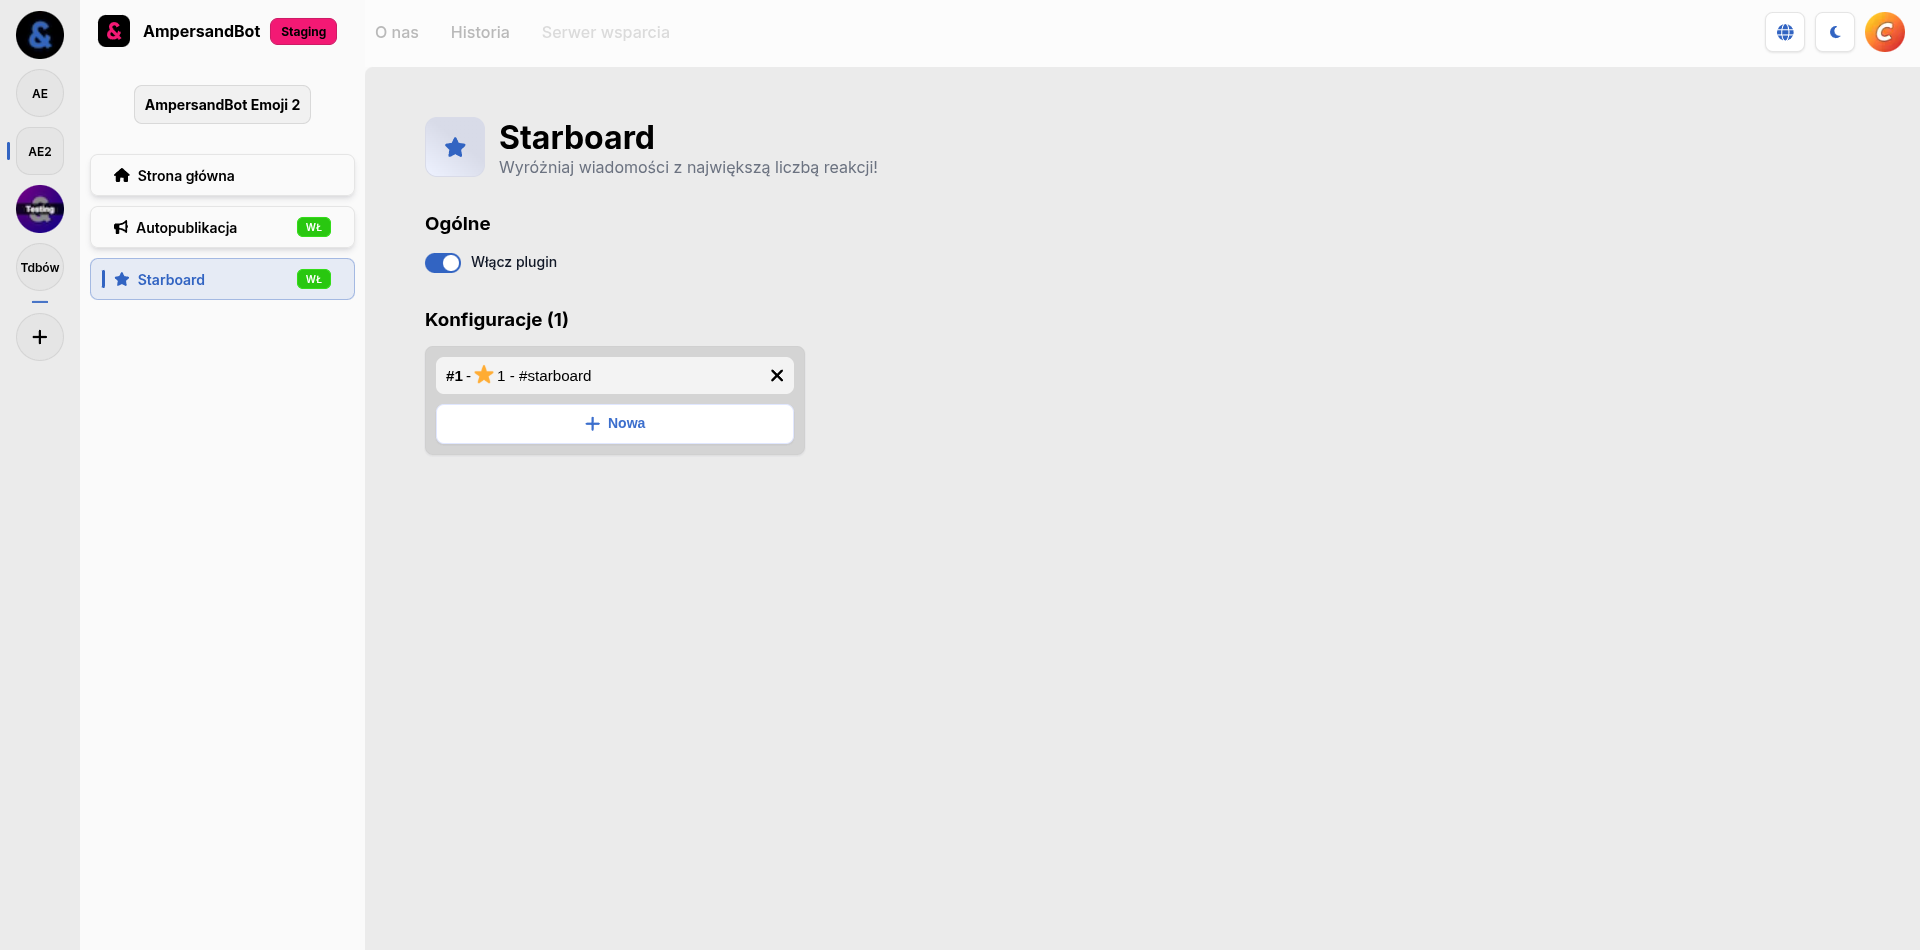 &
AE
AE2
Testing
Tdbów
& AmpersandBot Staging
O nas Historia Serwer wsparcia
C
AmpersandBot Emoji 2
Strona główna
Autopublikacja WŁ
Starboard WŁ
Starboard
Wyróżniaj wiadomości z największą liczbą reakcji!
Ogólne
Włącz plugin
Konfiguracje (1)
#1 - ⭐ 1 - #starboard
Nowa